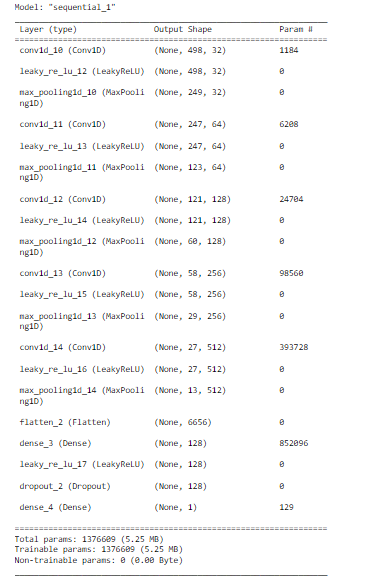 Model: "sequential_1"
Layer (type) Output Shape Param #
conv1d_10 (Conv1D) (None, 498, 32) 1184
leaky_re_lu_12 (LeakyReLU) (None, 498, 32) 0
max_pooling1d_10 (MaxPooli (None, 249, 32) 0
ng1D)
conv1d_11 (Conv1D) (None, 247, 64) 6208
leaky_re_lu_13 (LeakyReLU) (None, 247, 64) 0
max_pooling1d_11 (MaxPooli (None, 123, 64) 0
ng1D)
conv1d_12 (Conv1D) (None, 121, 128) 24704
leaky_re_lu_14 (LeakyReLU) (None, 121, 128) 0
max_pooling1d_12 (MaxPooli (None, 60, 128) 0
ng1D)
conv1d_13 (Conv1D) (None, 58, 256) 98560
leaky_re_lu_15 (LeakyReLU) (None, 58, 256) 0
max_pooling1d_13 (MaxPooli (None, 29, 256) 0
ng1D)
conv1d_14 (Conv1D) (None, 27, 512) 393728
leaky_re_lu_16 (LeakyReLU) (None, 27, 512) 0
max_pooling1d_14 (MaxPooli (None, 13, 512) 0
ng1D)
flatten_2 (Flatten) (None, 6656) 0
dense_3 (Dense) (None, 128) 852096
leaky_re_lu_17 (LeakyReLU) (None, 128) 0
dropout_2 (Dropout) (None, 128) 0
dense_4 (Dense) (None, 1) 129
Total params: 1376609 (5.25 MB)
Trainable params: 1376609 (5.25 MB)
Non-trainable params: 0 (0.00 Byte)